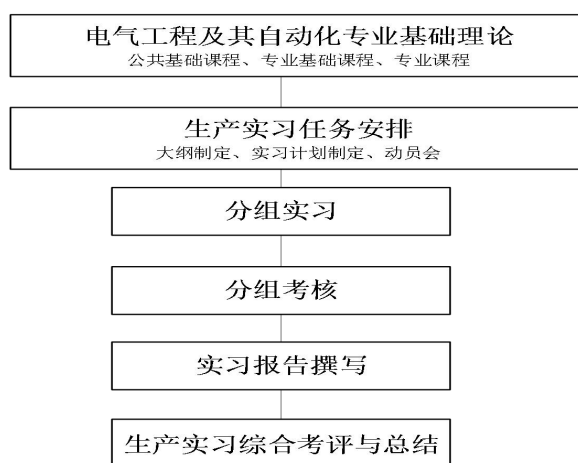 电气工程及其自动化专业基础理论
公共基础课程、专业基础课程、专业课程
生产实习任务安排
大纲制定、实习计划制定、动员会
分组实习
分组考核
实习报告撰写
生产实习综合考评与总结